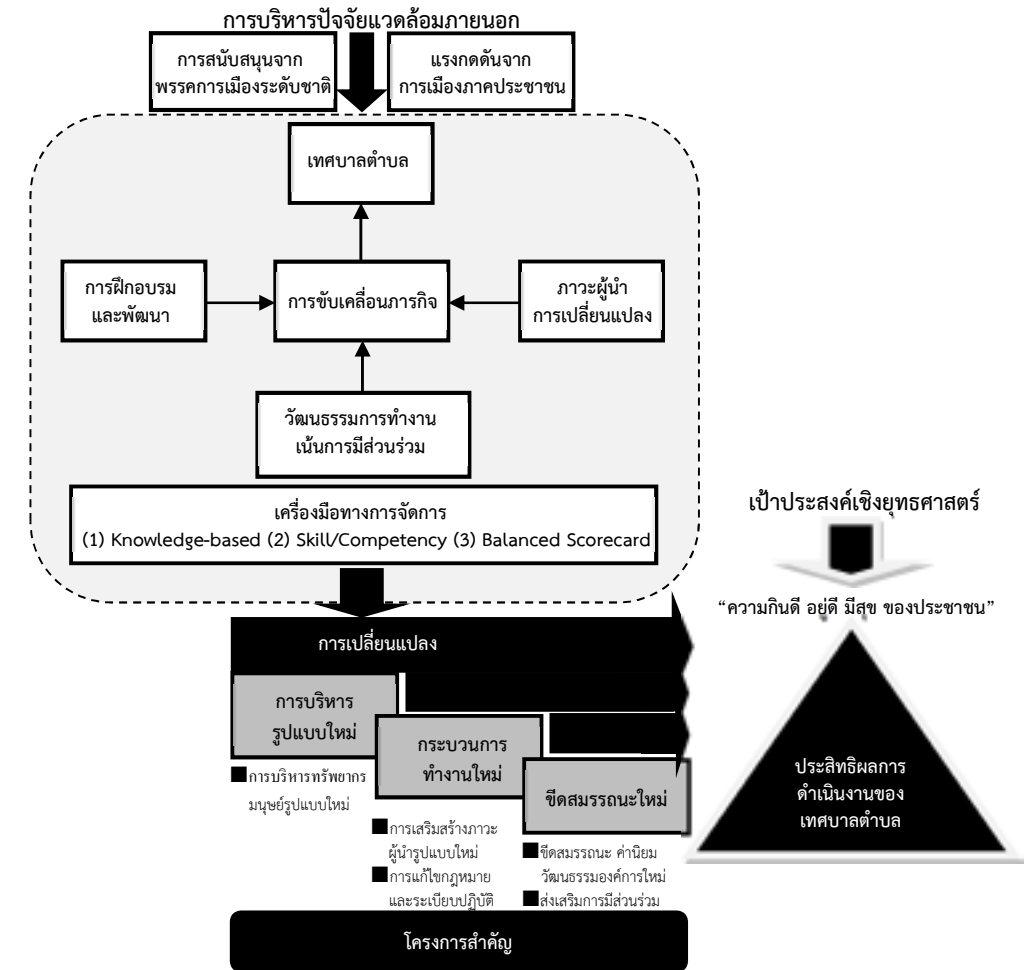 การบริหารปัจจัยแวดล้อมภายนอก
การสนับสนุนจาก
พรรคการเมืองระดับชาติ
แรงกดดันจาก
การเมืองภาคประชาชน
เทศบาลตำบล
การฝึกอบรม
และพัฒนา
การขับเคลื่อนภารกิจ
ภาวะผู้นำ
การเปลี่ยนแปลง
วัฒนธรรมการทำงาน
เน้นการมีส่วนร่วม
เครื่องมือทางการจัดการ
(1) Knowledge-based (2) Skill/Competency (3) Balanced Scorecard
เป้าประสงค์เชิงยุทธศาสตร์
“ความกินดี อยู่ดี มีสุข ของประชาชน”
การเปลี่ยนแปลง
การบริหาร
รูปแบบใหม่
■การบริหารทรัพยากร
มนุษย์รูปแบบใหม่
กระบวนการ
ทำงานใหม่
■การเสริมสร้างภาวะ
ผู้นำรูปแบบใหม่
■การแก้ไขกฎหมาย
และระเบียบปฏิบัติ
ขีดสมรรถนะใหม่
■ขีดสมรรถนะ ค่านิยม
วัฒนธรรมองค์การใหม่
■ส่งเสริมการมีส่วนร่วม
ประสิทธิผลการ
ดำเนินงานของ
เทศบาลตำบล
โครงการสำคัญ